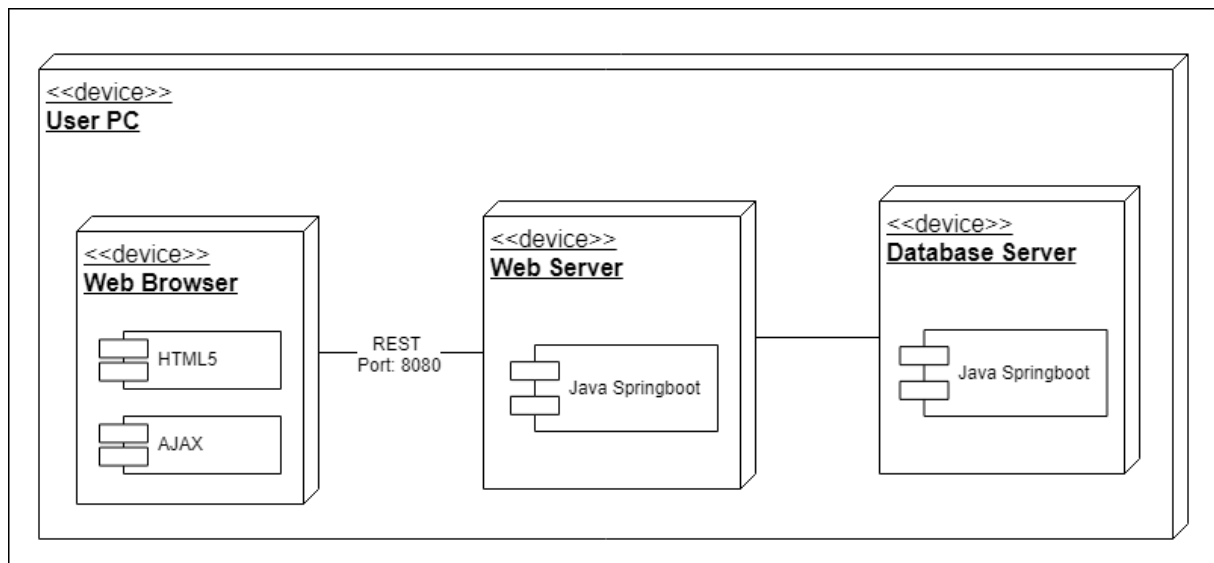 <<device>>
User PC
<<device>>
Web Browser
HTML5
AJAX
REST
Port: 8080
<<device>>
Web Server
Java Springboot
<<device>>
Database Server
Java Springboot